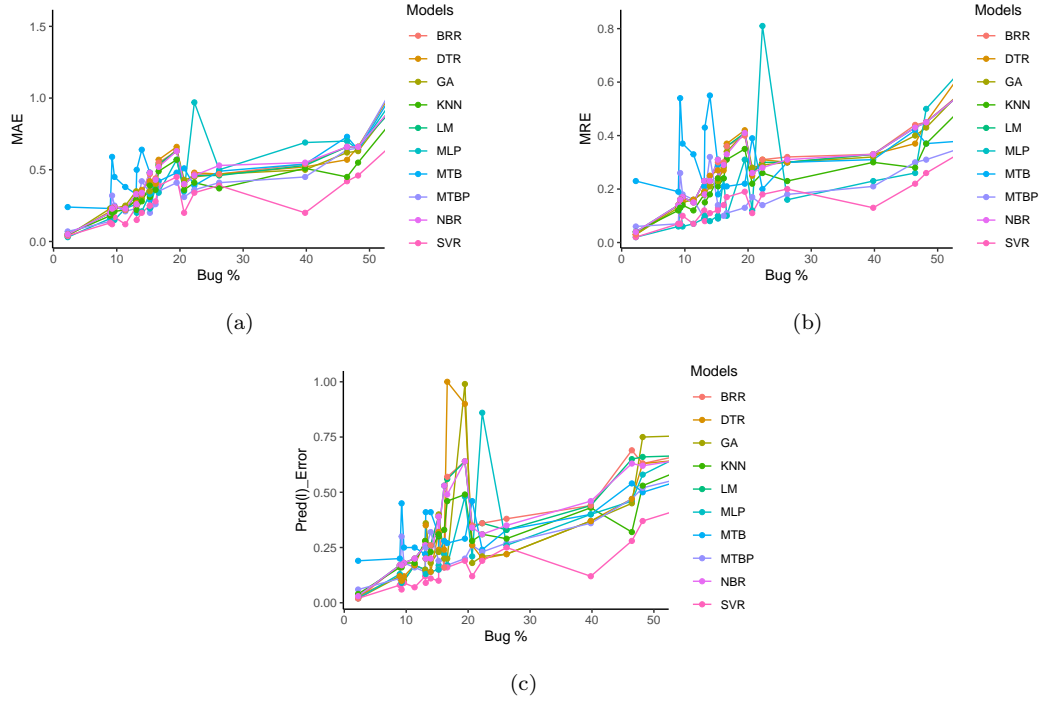 Models
BRR
DTR
GA
KNN
LM
MLP
MTB
MTBP
NBR
SVR
MAE
1.5
1.0
0.5
0.0
0 10 20 30 40 50
Bug %
(a)
Models
BRR
DTR
GA
KNN
LM
MLP
MTB
MTBP
NBR
SVR
MRE
0.8
0.6
0.4
0.2
0.0
0 10 20 30 40 50
Bug %
(b)
Models
BRR
DTR
GA
KNN
LM
MLP
MTB
MTBP
NBR
SVR
Pred(l)_Error
1.00
0.75
0.50
0.25
0.00
0 10 20 30 40 50
Bug %
(c)